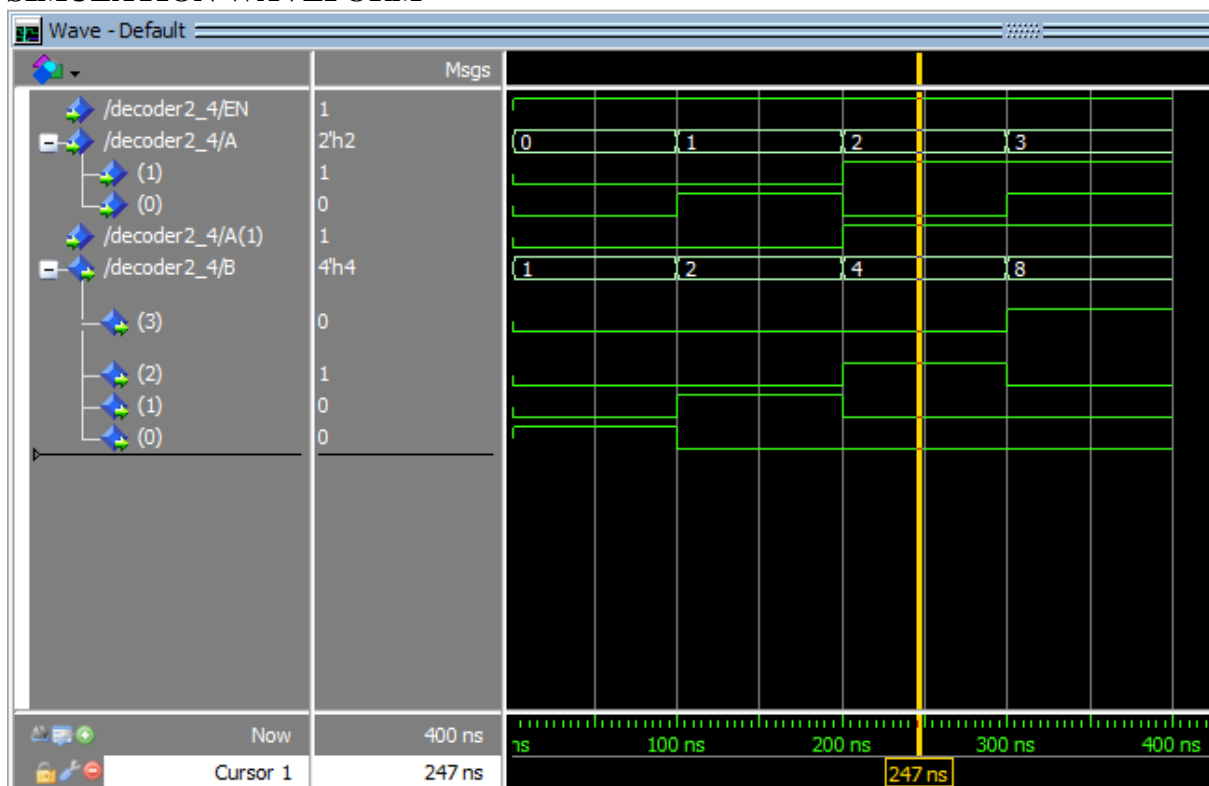 SIMULATION WAVEFORM
Wave - Default
Msgs
/decoder2_4/EN 1
/decoder2_4/A 2'h2 0 1 2 3
(1) 1
(0) 0
/decoder2_4/A(1) 1
/decoder2_4/B 4'h4 1 2 4 8
(3) 0
(2) 1
(1) 0
(0) 0
Now 400 ns ns 100 ns 200 ns 300 ns 400 ns
Cursor 1 247 ns 247 ns